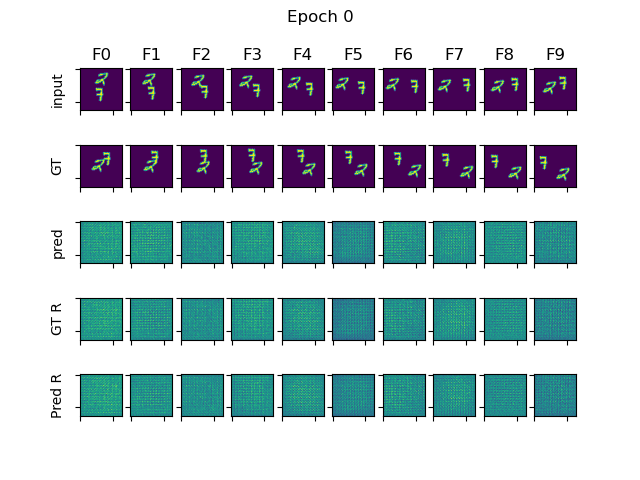 Epoch 0
F0 F1 F2 F3 F4 F5 F6 F7 F8 F9
input
GT
pred
GT R
Pred R